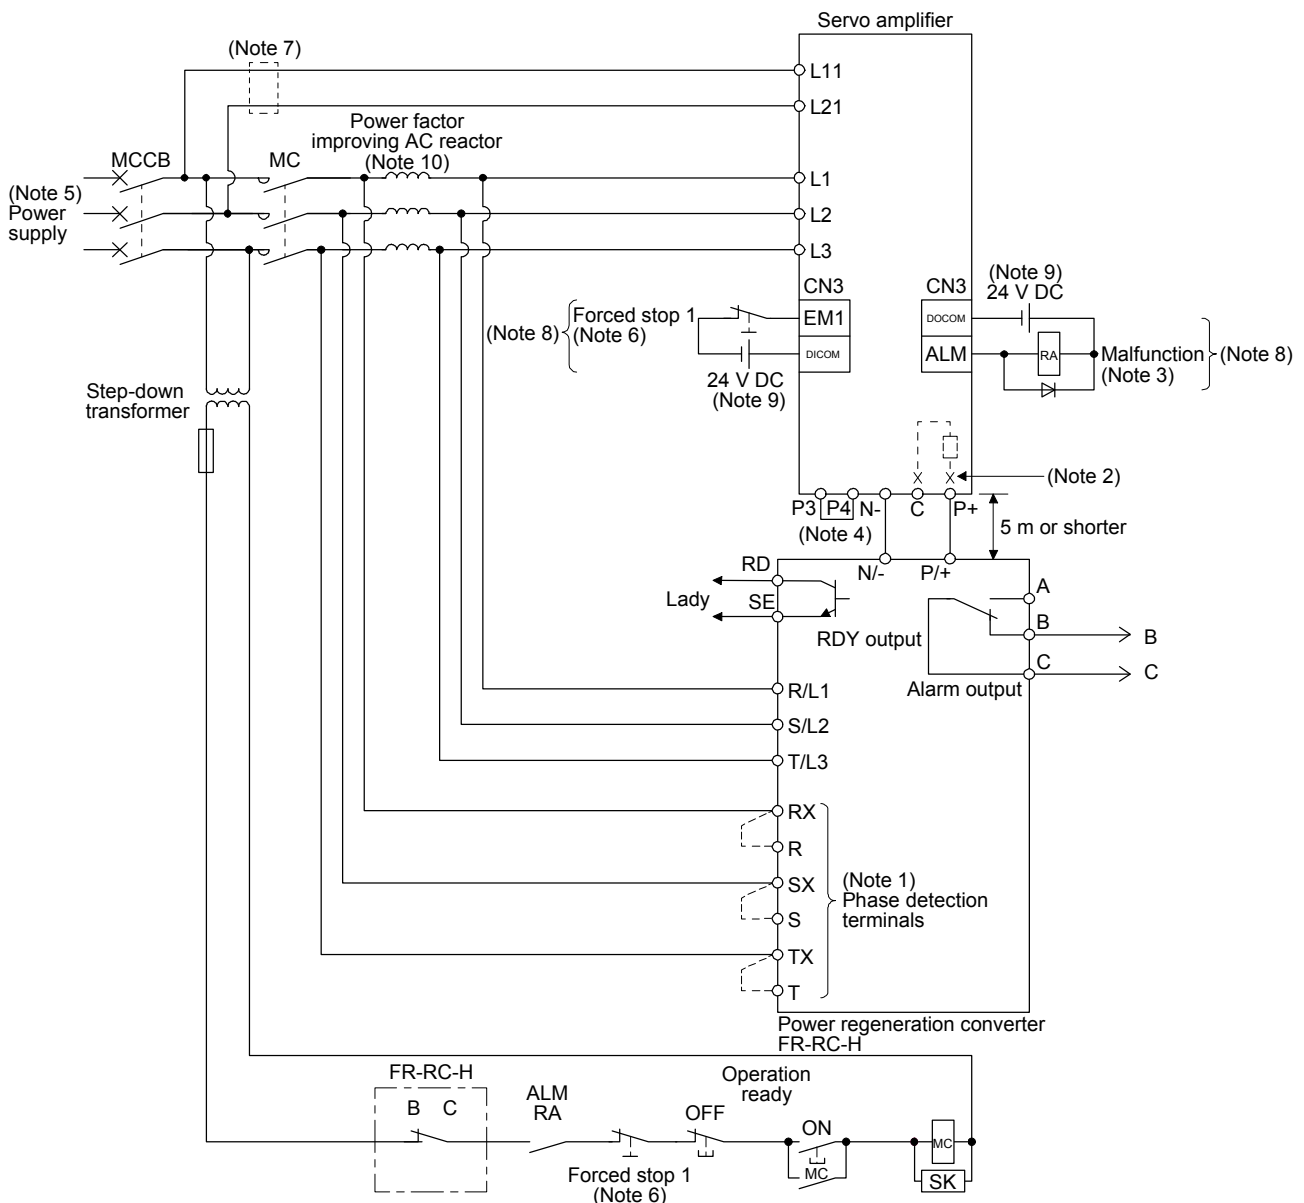 Servo amplifier
(Note 7)
L11
L21
Power factor
improving AC reactor
(Note 10)
MCCB
MC
L1
(Note 5)
Power
supply
L2
L3
CN3
CN3
(Note 9)
24 V DC
(Note 8)
Forced stop 1
(Note 6)
EM1
DOCOM
DICOM
ALM
RA
Malfunction
(Note 3)
(Note 8)
24 V DC
(Note 9)
Step-down
transformer
(Note 2)
P3
P4
N-
C
P+
(Note 4)
5 m or shorter
N/-
P/+
RD
Lady
SE
RDY output
A
B
B
C
C
Alarm output
R/L1
S/L2
T/L3
RX
R
SX
S
TX
T
(Note 1)
Phase detection
terminals
Power regeneration converter
FR-RC-H
FR-RC-H
B C
ALM
RA
Forced stop 1
(Note 6)
OFF
Operation
ready
ON
MC
MC
SK